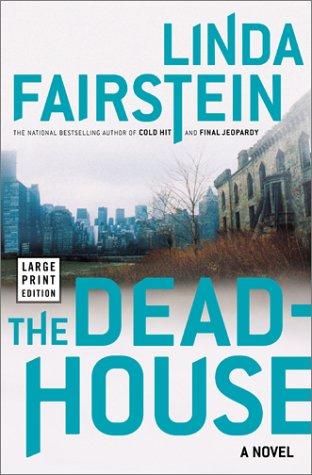 LINDA
FAIRSTEIN
THE NATIONAL BESTSELLING AUTHOR OF COLD HIT AND FINAL JEOPARDY
LARGE
PRINT
EDITION
THE DEAD-
HOUSE
A NOVEL